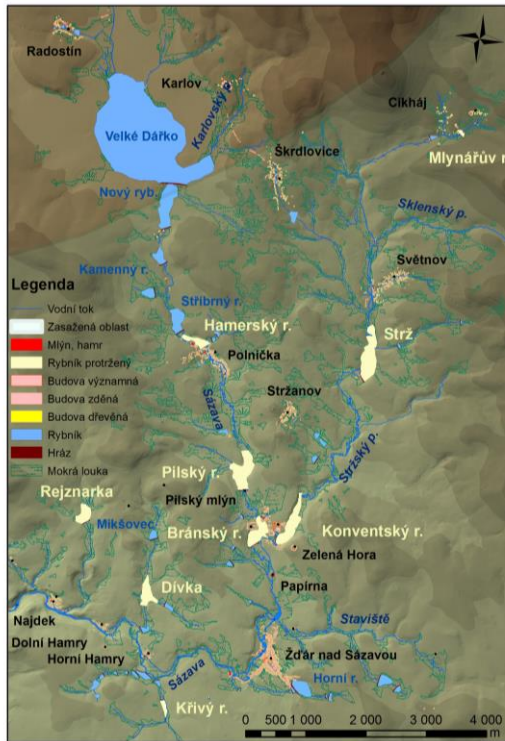 Radostín
Karlov
Cikháj
Karlovský p.
Velké Dářko
Škrdlovice
Mlynářův r.
Nový ryb.
Sklenský p.
Kamenný r.
Světnov
Legenda
Vodní tok
Zasažená oblast
Mlýn, hamr
Rybník protržený
Budova významná
Budova zděná
Budova dřevěná
Rybník
Hráz
Mokrá louka
Stříbrný r.
Hamerský r.
Strž
Polnička
Sázava
Stržanov
Stržský p.
Pilský r.
Rejznarka
Pilský mlýn
Mikšovec
Bránský r.
Konventský r.
Zelená Hora
Dívka
Papírna
Najdek
Staviště
Dolní Hamry
Horní Hamry
Žďár nad Sázavou
Sázava
Horní r.
Křivý r.
0 500 1 000 2 000 3 000 4 000
m